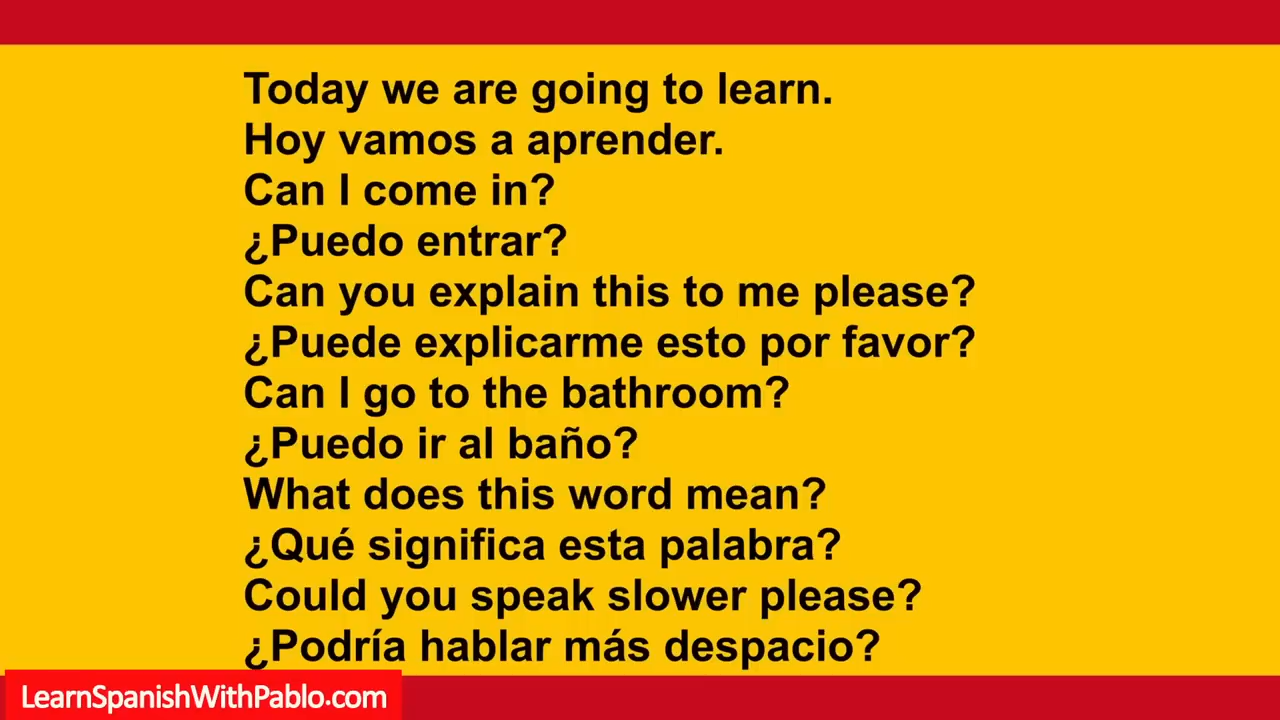 Today we are going to learn.
Hoy vamos a aprender.
Can I come in?
¿Puedo entrar?
Can you explain this to me please?
¿Puede explicarme esto por favor?
Can I go to the bathroom?
¿Puedo ir al baño?
What does this word mean?
¿Qué significa esta palabra?
Could you speak slower please?
¿Podría hablar más despacio?
LearnSpanishWithPablo.com